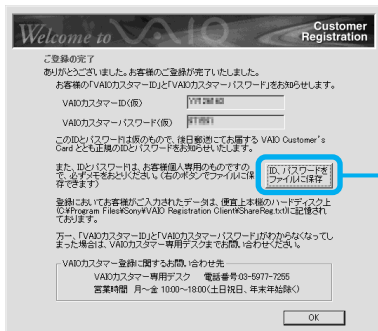 Welcome to VAIO
Customer
Registration
ご登録の完了
ありがとうございました。お客様のご登録が完了いたしました。
お客様の「VAIOカスタマーID」と「VAIOカスタマーパスワード」をお知らせします。
VAIOカスタマーID(仮)
VAIOカスタマーパスワード(仮)
このIDとパスワードは仮のもので、後日郵送にてお届する VAIO Customer's
Card とともに正規のIDとパスワードをお知らせいたします。
また、IDとパスワードは、お客様個人専用のものですの
で、必ずメモをおとりください。(右のボタンでファイルに保
存できます)
ID、パスワードを
ファイルに保存
登録においてお客様がご入力されたデータは、便宜上本機のハードディスク上
(C:¥Program Files¥Sony¥VAIO Registration Client¥ShareReg.txt)に記憶され
ております。
万一、「VAIOカスタマーID」と「VAIOカスタマーパスワード」がわからなくなってし
まった場合は、VAIOカスタマー専用デスクまでお問い合わせください。
VAIOカスタマー登録に関するお問い合わせ先
VAIOカスタマー専用デスク 電話番号:03-5977-7255
営業時間 月~金 10:00~18:00(土日祝日、年末年始除く)
OK